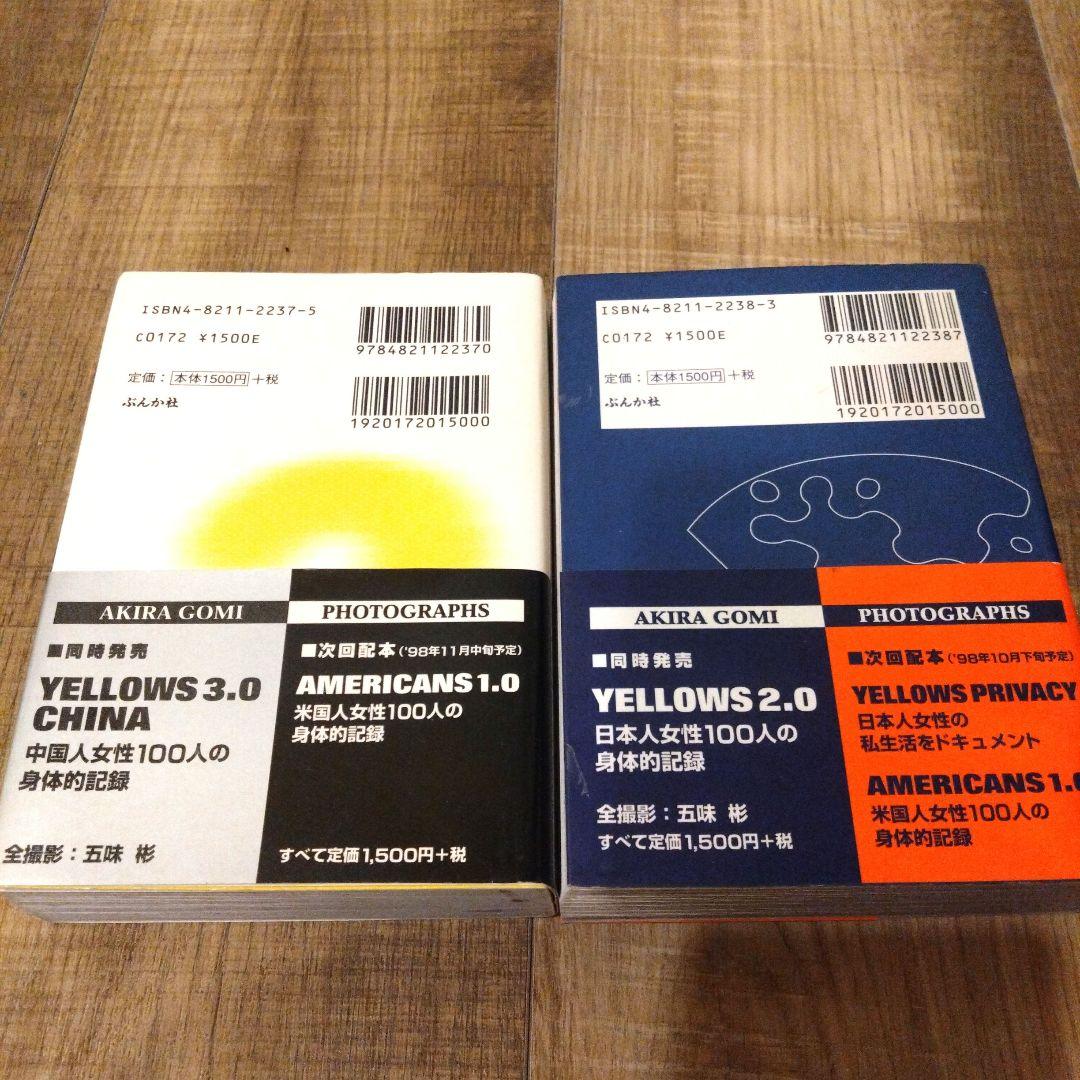 ISBN4-8211-2237-5
C0172 ¥1500E
9784821122370
定価：本体1500円+税
ぶんか社
1920172015000
AKIRA GOMI PHOTOGRAPHS
■同時発売
YELLOWS 3.0
CHINA
中国人女性100人の
身体的記録
全撮影：五味 彬
■次回配本('98年11月中旬予定)
AMERICANS 1.0
米国人女性100人の
身体的記録
すべて定価1,500円+税
ISBN4-8211-2238-3
C0172 ¥1500E
9784821122387
定価：本体1500円+税
ぶんか社
1920172015000
AKIRA GOMI PHOTOGRAPHS
■同時発売
YELLOWS 2.0
日本人女性100人の
身体的記録
全撮影：五味 彬
すべて定価1,500円+税
■次回配本('98年10月下旬予定)
YELLOWS PRIVACY
日本人女性の
私生活をドキュメント
AMERICANS 1.0
米国人女性100人の
身体的記録